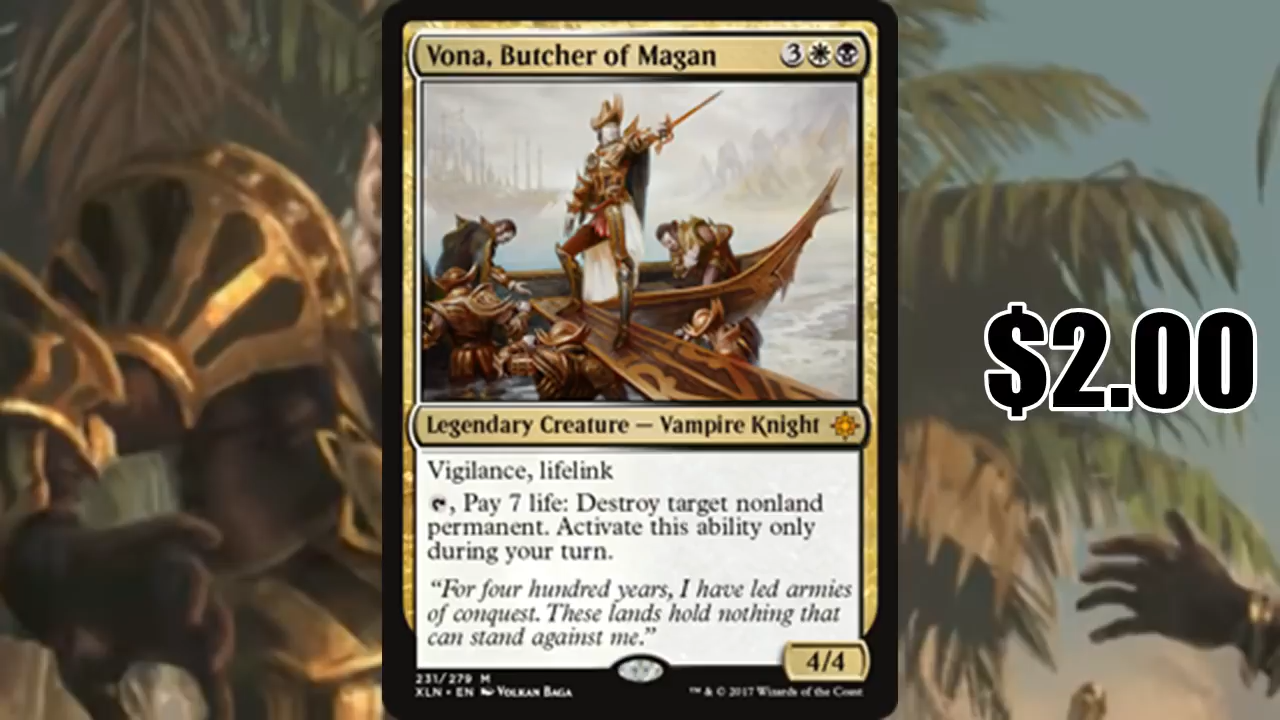 Vona, Butcher of Magan 3
Legendary Creature — Vampire Knight
Vigilance, lifelink
, Pay 7 life: Destroy target nonland
permanent. Activate this ability only
during your turn.
“For four hundred years, I have led armies
of conquest. These lands hold nothing that
can stand against me.”
4/4
231/279 M
XLN • EN Volkan Baga
™ & © 2017 Wizards of the Coast
$2.00